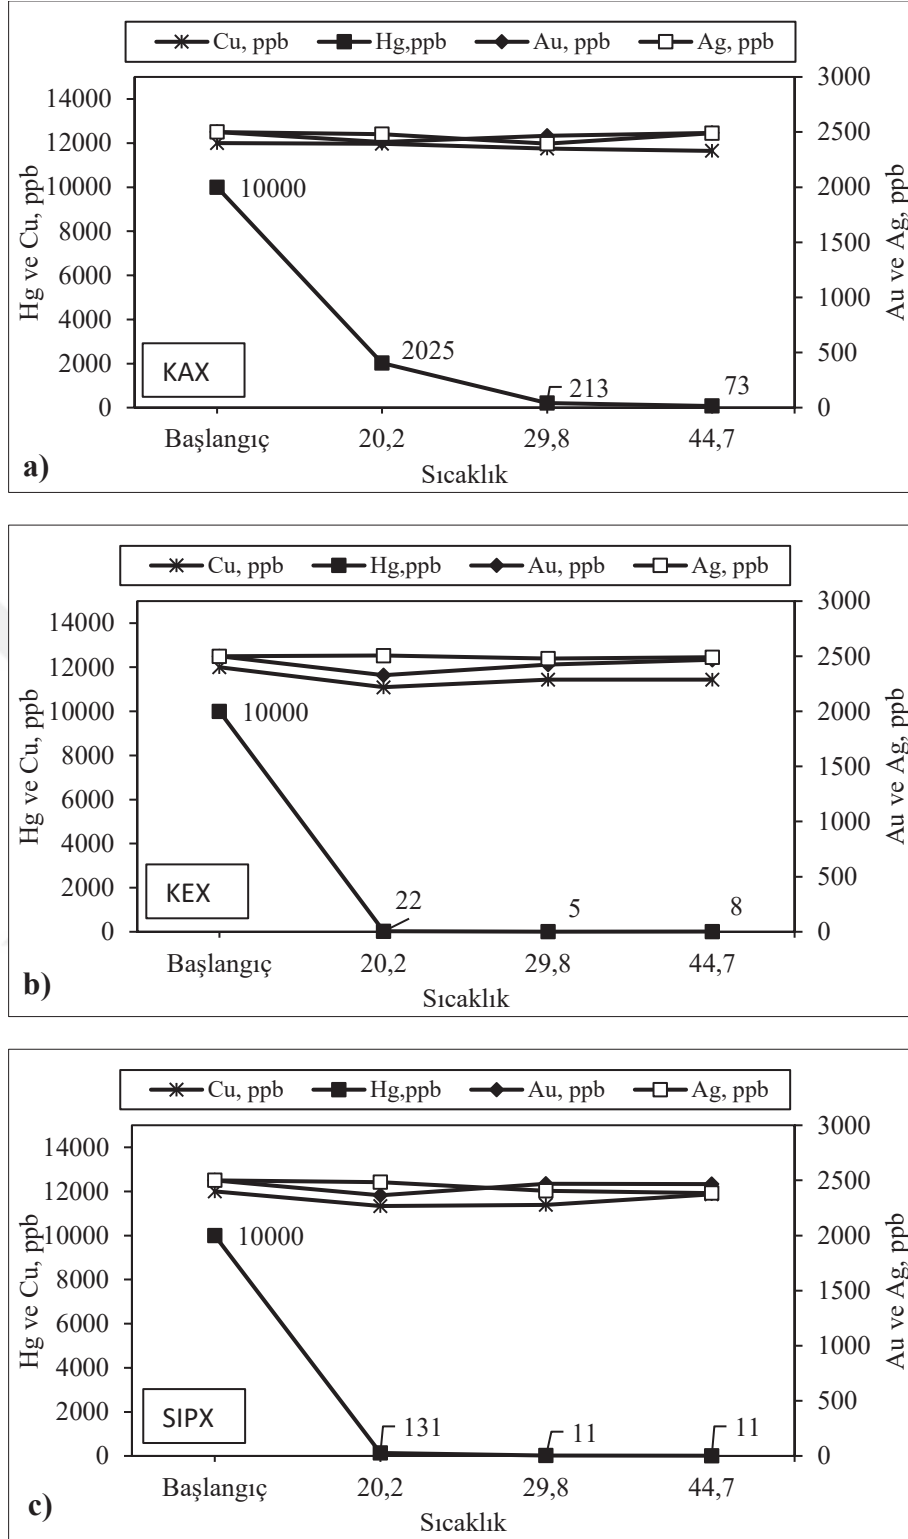 Cu, ppb Hg,ppb Au, ppb Ag, ppb
14000
12000
10000
8000
6000
4000
2000
0
Hg ve Cu, ppb
3000
2500
2000
1500
1000
500
0
Au ve Ag, ppb
10000
2025
213
73
KAX
Başlangıç 20,2 29,8 44,7
Sıcaklık
a)
Cu, ppb Hg,ppb Au, ppb Ag, ppb
14000
12000
10000
8000
6000
4000
2000
0
Hg ve Cu, ppb
3000
2500
2000
1500
1000
500
0
Au ve Ag, ppb
10000
22
5
8
KEX
Başlangıç 20,2 29,8 44,7
Sıcaklık
b)
Cu, ppb Hg,ppb Au, ppb Ag, ppb
14000
12000
10000
8000
6000
4000
2000
0
Hg ve Cu, ppb
3000
2500
2000
1500
1000
500
0
Au ve Ag, ppb
10000
131
11
11
SIPX
Başlangıç 20,2 29,8 44,7
Sıcaklık
c)